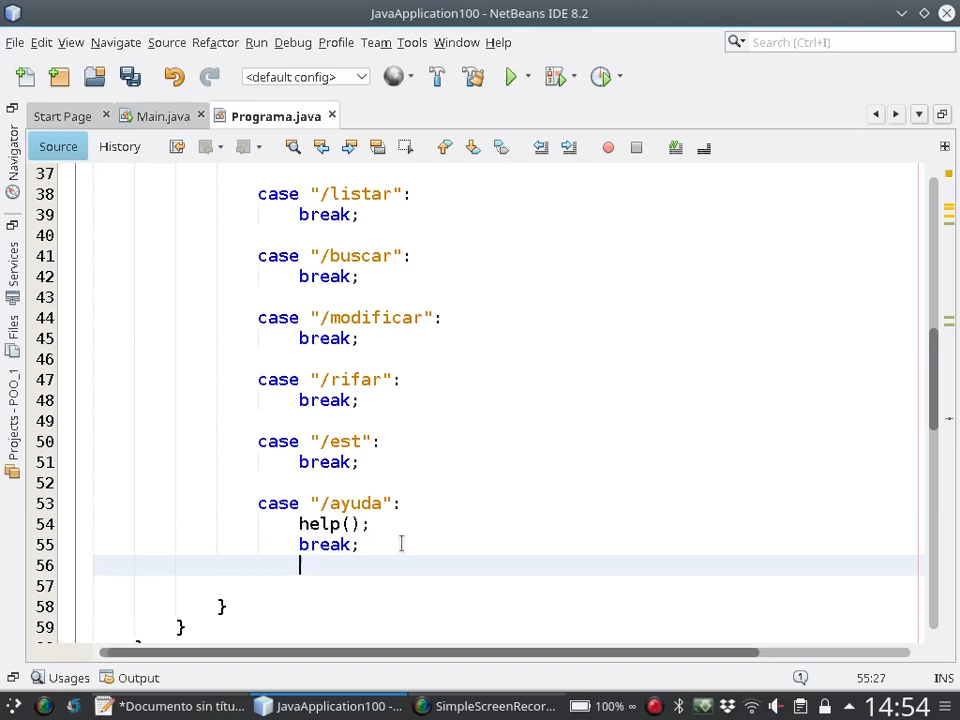 JavaApplication100 - NetBeans IDE 8.2
File Edit View Navigate Source Refactor Run Debug Profile Team Tools Window Help
Search (Ctrl+I)
<default config>
Start Page
Main.java
Programa.java
Source
History
Navigator
Services
Files
Projects - POO_1
37
38 case "/listar":
39 break;
40
41 case "/buscar":
42 break;
43
44 case "/modificar":
45 break;
46
47 case "/rifar":
48 break;
49
50 case "/est":
51 break;
52
53 case "/ayuda":
54 help();
55 break;
56
57
58 }
59 }
Usages
Output
1
55:27
INS
*Documento sin títu...
JavaApplication100 -...
SimpleScreenRecor...
100%
14:54